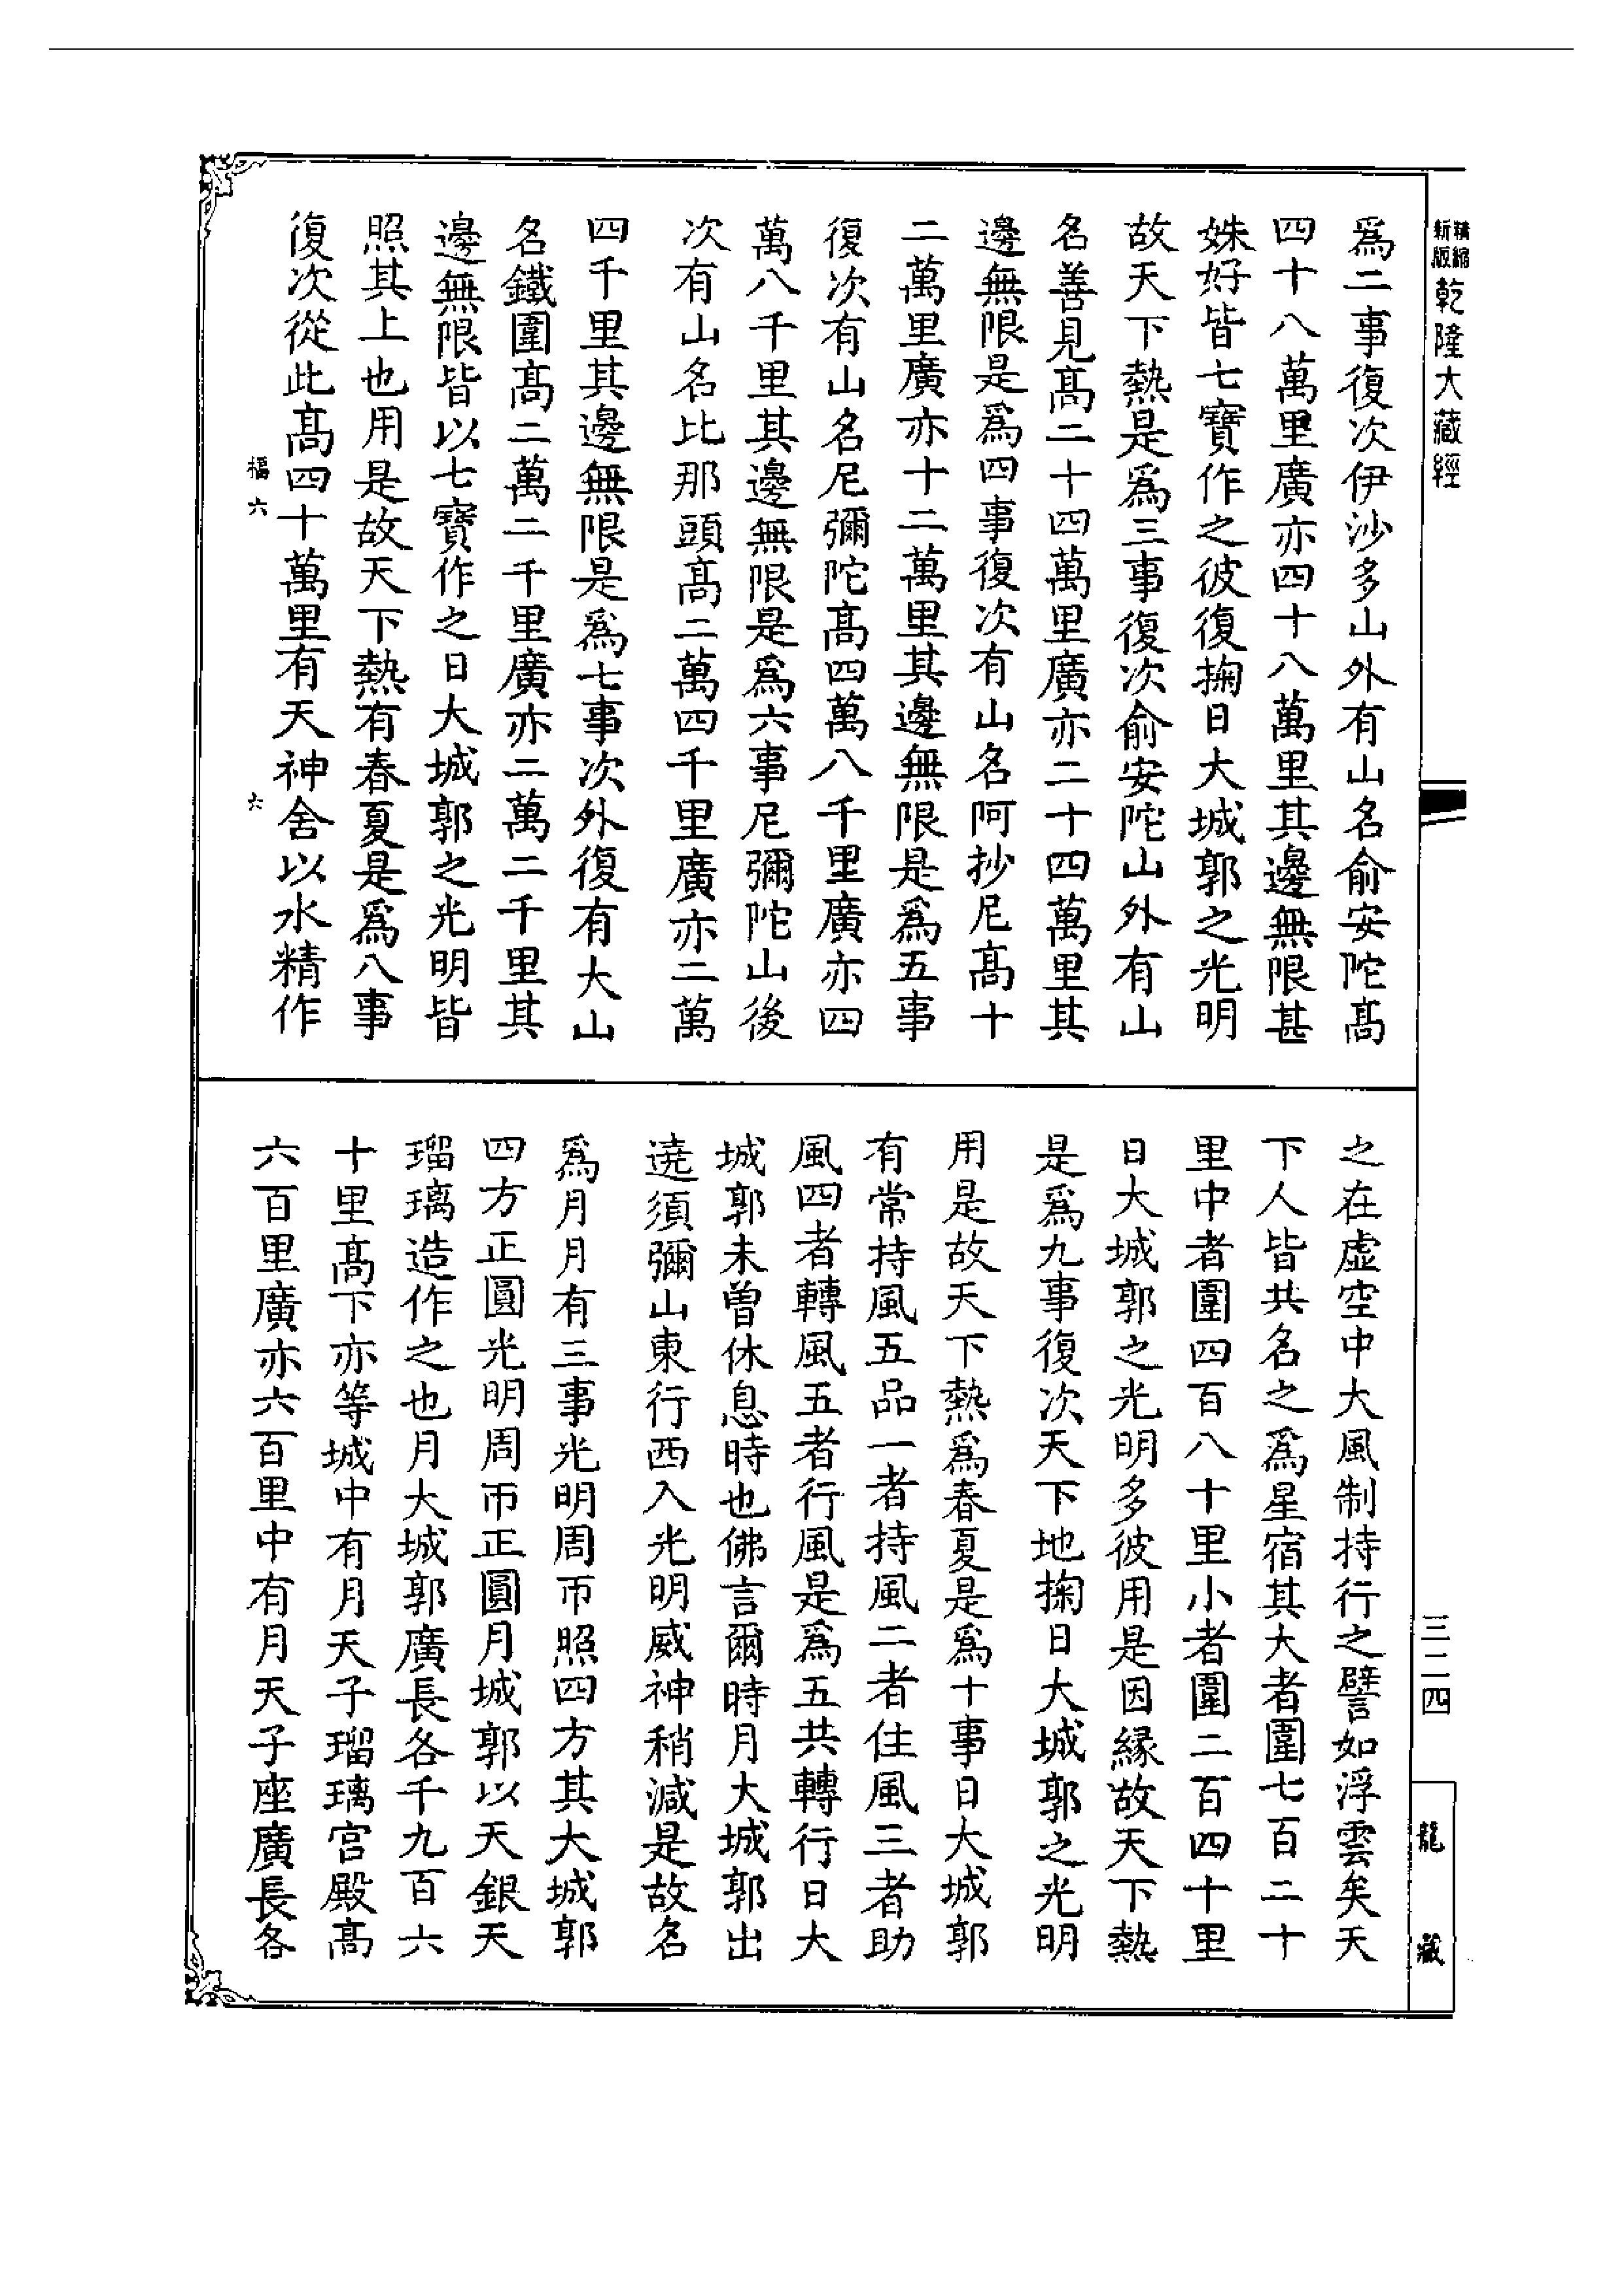 精縮新版乾隆大藏經
三二四
龍藏
爲二事復次伊沙多山外有山名俞安陀髙
四十八萬里廣亦四十八萬里其邊無限甚
姝好皆七寶作之彼復掬日大城郭之光明
故天下熱是爲三事復次俞安陀山外有山
名善見髙二十四萬里廣亦二十四萬里其
邊無限是爲四事復次有山名阿抄尼髙十
二萬里廣亦十二萬里其邊無限是爲五事
復次有山名尼彌陀髙四萬八千里廣亦四
萬八千里其邊無限是爲六事尼彌陀山後
次有山名比那頭髙二萬四千里廣亦二萬
四千里其邊無限是爲七事次外復有大山
名鐵圍髙二萬二千里廣亦二萬二千里其
邊無限皆以七寶作之日大城郭之光明皆
照其上也用是故天下熱有春夏是爲八事
復次從此髙四十萬里有天神舍以水精作
福六 六
之在虛空中大風制持行之譬如浮雲矣天
下人皆共名之爲星宿其大者圍七百二十
里中者圍四百八十里小者圍二百四十里
日大城郭之光明多彼用是因緣故天下熱
是爲九事復次天下地掬日大城郭之光明
用是故天下熱爲春夏是爲十事日大城郭
有常持風五品一者持風二者住風三者助
風四者轉風五者行風是爲五共轉行日大
城郭未曾休息時也佛言爾時月大城郭出
遶須彌山東行西入光明威神稍減是故名
爲月月有三事光明周帀照四方其大城郭
四方正圓光明周帀正圓月城郭以天銀天
瑠璃造作之也月大城郭廣長各千九百六
十里髙下亦等城中有月天子瑠璃宫殿髙
六百里廣亦六百里中有月天子座廣長各